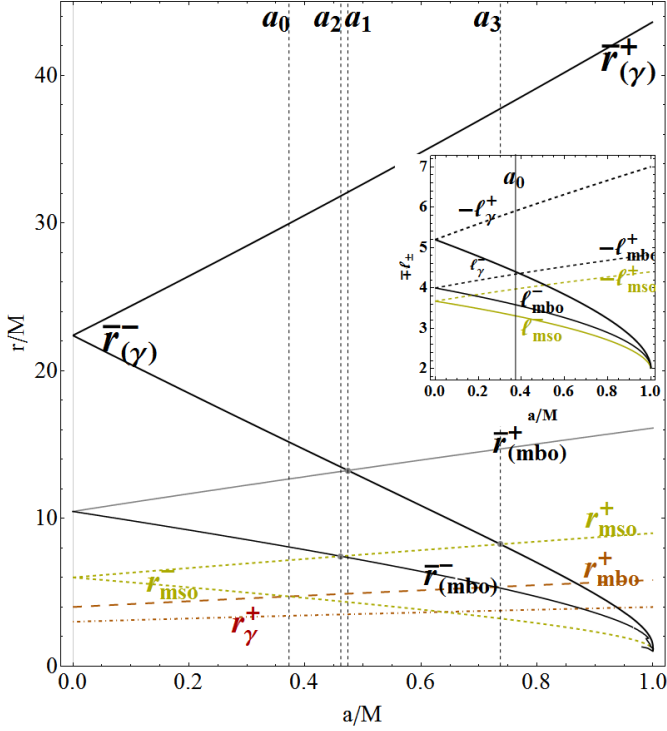 a₀ a₂ a₁ a₃
r̄⁺₍γ₎
40
30
20
10
0
r/M
r̄⁻₍γ₎
r̄⁺₍mbo₎
r⁺mso
r⁺mbo
r̄⁻₍mbo₎
r⁻mso
r⁺γ
0.0 0.2 0.4 0.6 0.8 1.0
a/M
7
6
5
4
3
2
∓ℓ±
a₀
-ℓ⁺γ
-ℓ⁺mbo
ℓ⁻γ
-ℓ⁺mso
ℓ⁻mbo
ℓ⁻mso
0.0 0.2 0.4 0.6 0.8 1.0
a/M